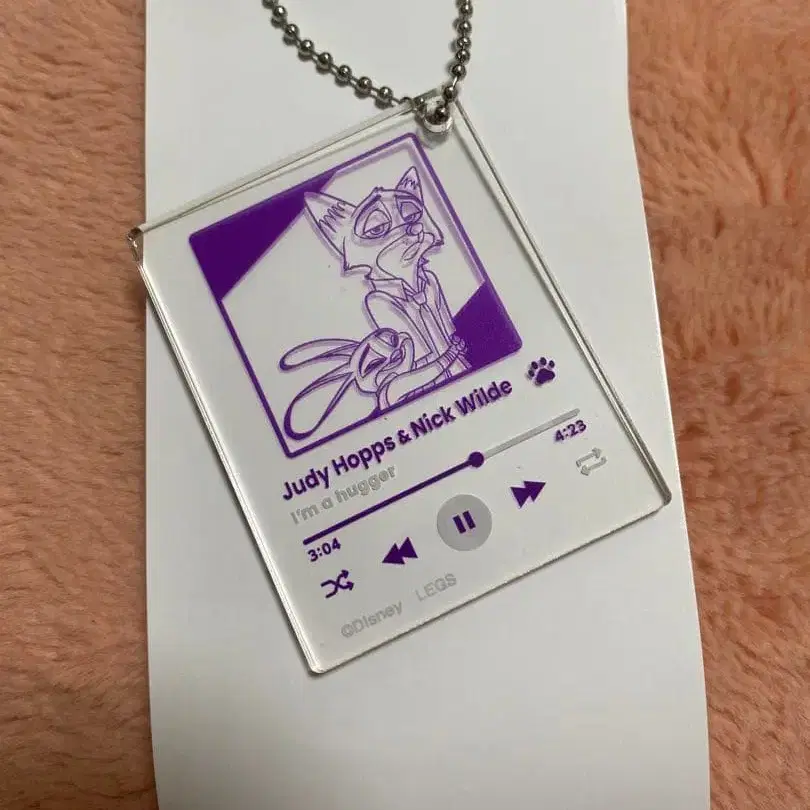 Judy Hopps & Nick Wilde
I'm a hugger
3:04 4:23
©Disney LEGS